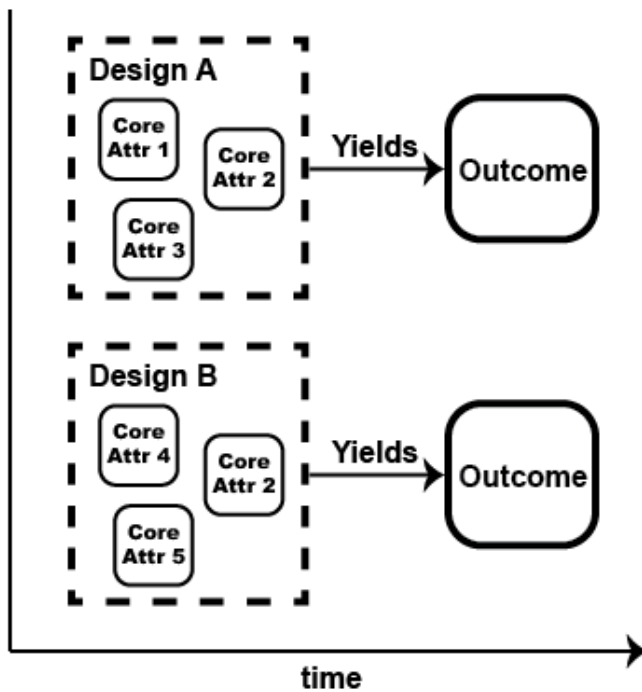 Design A
Core
Attr 1
Core
Attr 2
Core
Attr 3
Yields
Outcome
Design B
Core
Attr 4
Core
Attr 2
Core
Attr 5
Yields
Outcome
time